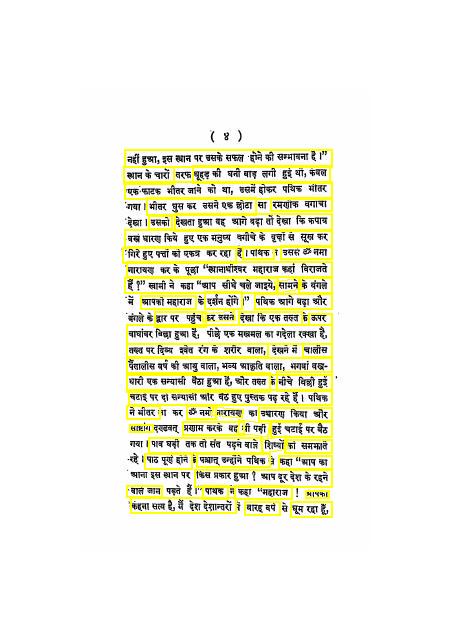 ( ४ )
नहीं हुआ, इस स्थान पर उसके सफल होने की सम्भावना है ।"
स्थान के चारों तरफ थूहड़ की घनी बाड़ लगी हुई थी, केवल
एक फाटक भीतर जाने को था, उसमें होकर पथिक भीतर
गया । भीतर घुस कर उसने एक छोटा सा रमणीक बगीचा
देखा । उसको देखता हुआ वह आगे बढ़ा तो देखा कि कषाय
वस्त्र धारण किये हुए एक मनुष्य बगीचे के वृक्षों से सूख कर
गिरे हुए पत्तों को एकत्र कर रहा है । पथिक ने उससे ॐ नमो
नारायण कर के पूछा "स्थानाधीश्वर महाराज कहां विराजते
हैं ?" स्वामी ने कहा "आप सीधे चले जाइये, सामने के बंगले
में आपको महाराज के दर्शन होंगे ।" पथिक आगे बढ़ा और
बंगले के द्वार पर पहुंच कर उसने देखा कि एक तख्त के ऊपर
बाघांबर बिछा हुआ है, पीछे एक मखमल का गदेला रक्खा है,
तख्त पर दिव्य श्वेत रंग के शरीर वाला, देखने में चालीस
पैंतालीस वर्ष की आयु वाला, भव्य आकृति वाला, भगवां वस्त्र-
धारी एक सन्यासी बैठा हुआ है, और तख्त के नीचे बिछी हुई
चटाई पर दो सन्यासी और बैठे हुए पुस्तक पढ़ रहे हैं । पथिक
ने भीतर जा कर ॐ नमो नारायण का उच्चारण किया और
साष्टांग दण्डवत् प्रणाम करके वह भी पड़ी हुई चटाई पर बैठ
गया । पाव घड़ी तक तो संत पढ़ने वाले शिष्यों को समझाते
रहे । पाठ पूर्ण होने के पश्चात् उन्होंने पथिक से कहा "आप का
आना इस स्थान पर किस प्रकार हुआ ? आप दूर देश के रहने
वाले जान पड़ते हैं ।" पथिक ने कहा "महाराज ! आपका
कहना सत्य है, मैं देश देशान्तरों में बारह वर्ष से घूम रहा हूँ,